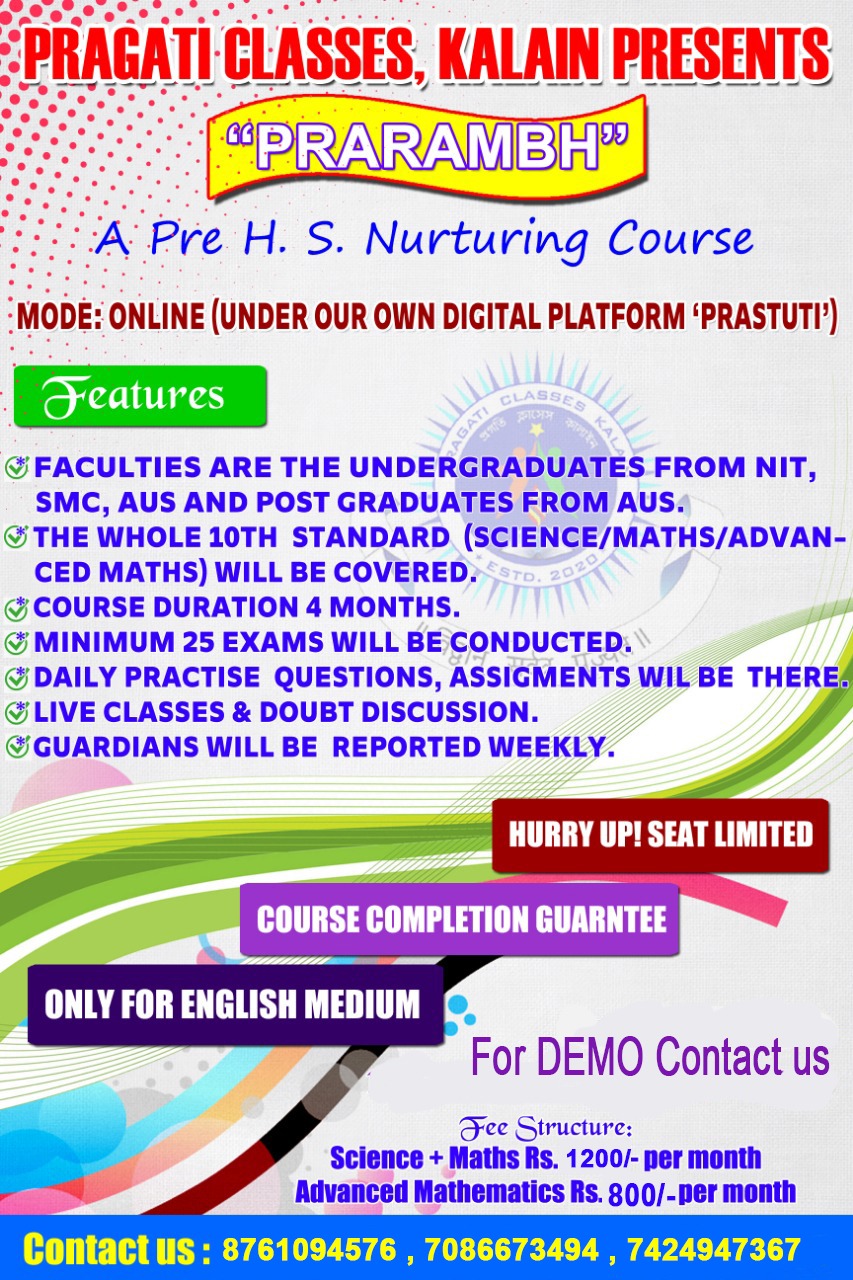 PRAGATI CLASSES, KALAIN PRESENTS
“PRARAMBH”
A Pre H. S. Nurturing Course
MODE: ONLINE (UNDER OUR OWN DIGITAL PLATFORM ‘PRASTUTI’)
Features
PRAGATI CLASSES KALAIN
প্রগতি ক্লাসেস কালাইন
* ESTD. 2020 *
FACULTIES ARE THE UNDERGRADUATES FROM NIT,
SMC, AUS AND POST GRADUATES FROM AUS.
THE WHOLE 10TH STANDARD (SCIENCE/MATHS/ADVAN-
CED MATHS) WILL BE COVERED.
COURSE DURATION 4 MONTHS.
MINIMUM 25 EXAMS WILL BE CONDUCTED.
DAILY PRACTISE QUESTIONS, ASSIGMENTS WIL BE THERE.
LIVE CLASSES & DOUBT DISCUSSION.
GUARDIANS WILL BE REPORTED WEEKLY.
HURRY UP! SEAT LIMITED
COURSE COMPLETION GUARNTEE
ONLY FOR ENGLISH MEDIUM
For DEMO Contact us
Fee Structure:
Science + Maths Rs. 1200/- per month
Advanced Mathematics Rs. 800/- per month
Contact us : 8761094576 , 7086673494 , 7424947367